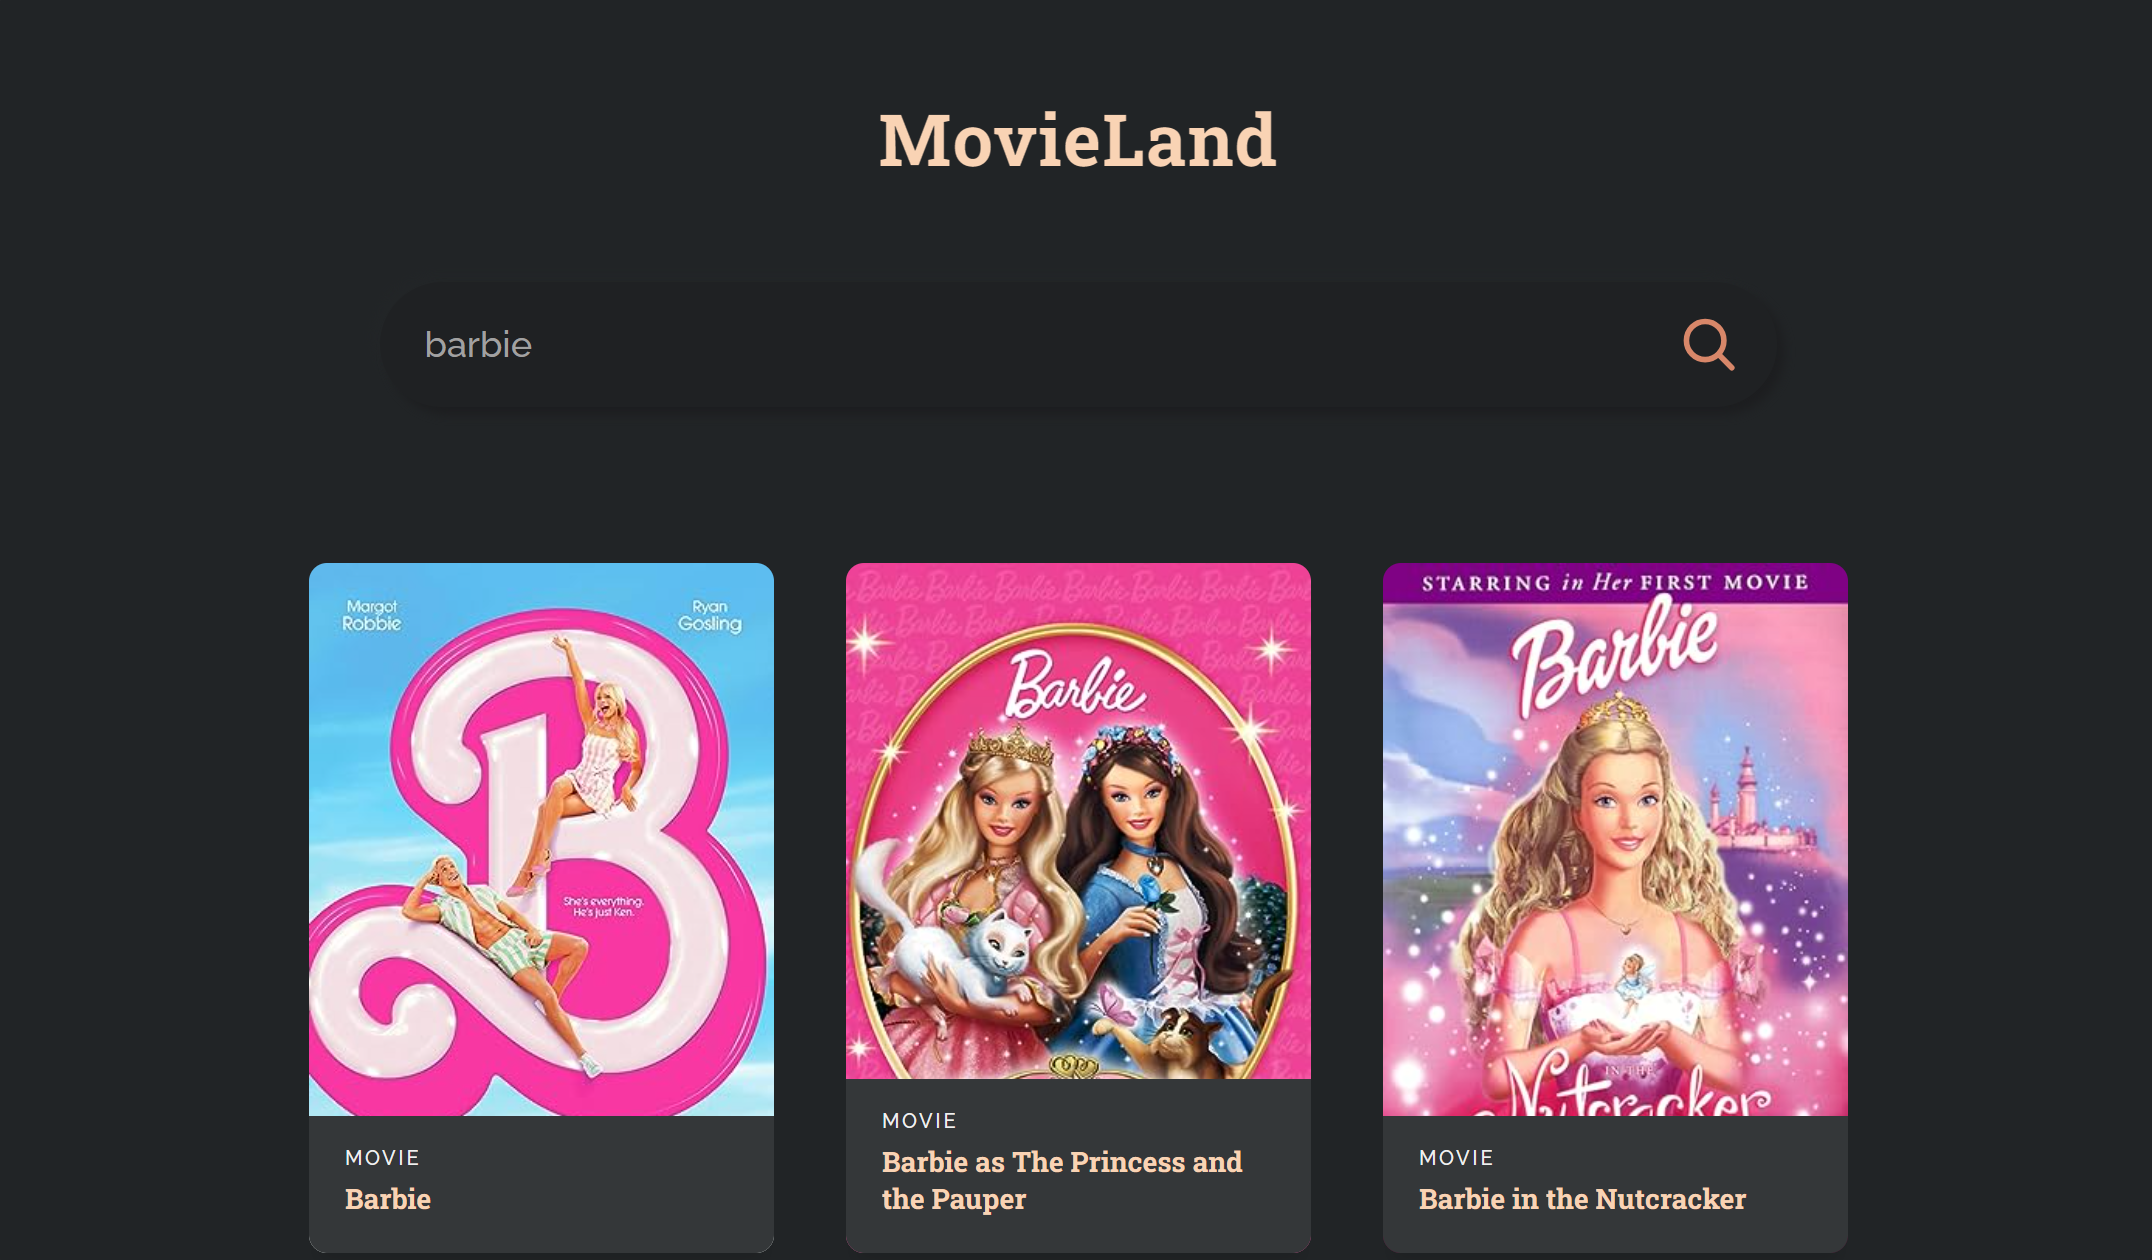 MovieLand
barbie
Margot
Robbie
Ryan
Gosling
She's everything.
He's just Ken.
MOVIE
Barbie
Barbie
MOVIE
Barbie as The Princess and
the Pauper
STARRING in Her FIRST MOVIE
Barbie
IN THE
Nutcracker
MOVIE
Barbie in the Nutcracker